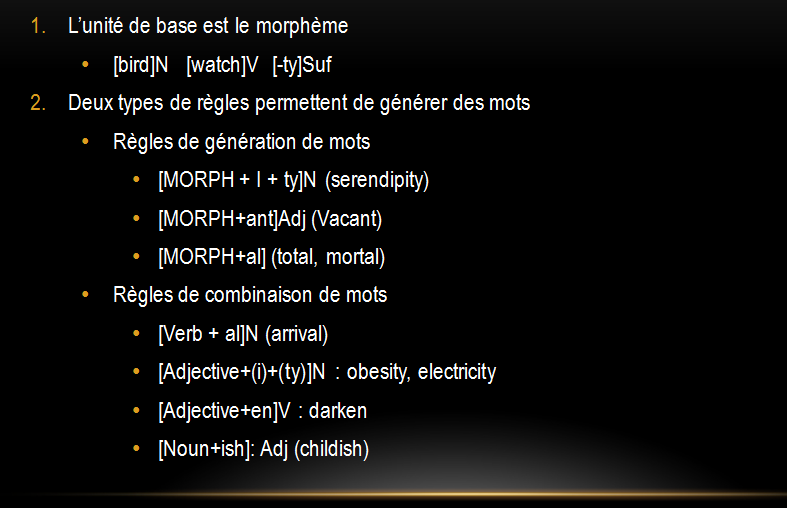 1. L’unité de base est le morphème
• [bird]N [watch]V [-ty]Suf
2. Deux types de règles permettent de générer des mots
• Règles de génération de mots
• [MORPH + I + ty]N (serendipity)
• [MORPH+ant]Adj (Vacant)
• [MORPH+al] (total, mortal)
• Règles de combinaison de mots
• [Verb + al]N (arrival)
• [Adjective+(i)+(ty)]N : obesity, electricity
• [Adjective+en]V : darken
• [Noun+ish]: Adj (childish)